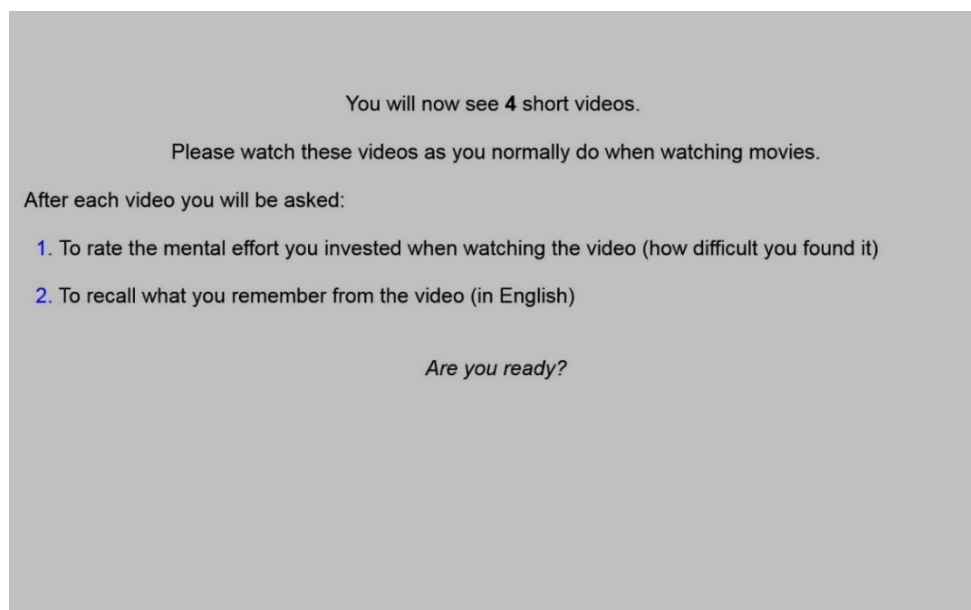 You will now see 4 short videos.
Please watch these videos as you normally do when watching movies.
After each video you will be asked:
1. To rate the mental effort you invested when watching the video (how difficult you found it)
2. To recall what you remember from the video (in English)
Are you ready?